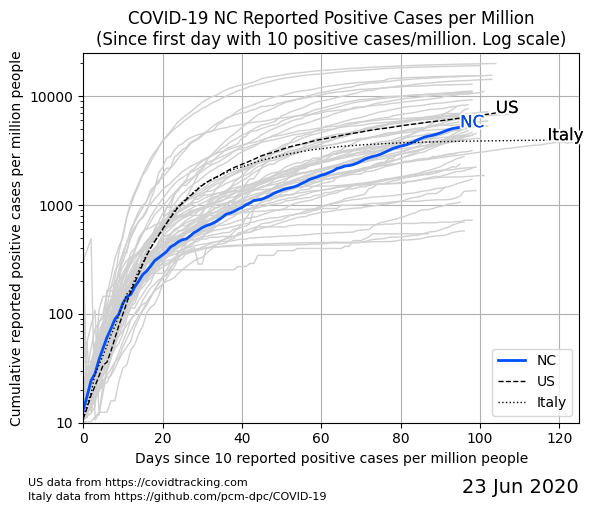 COVID-19 NC Reported Positive Cases per Million
(Since first day with 10 positive cases/million. Log scale)
Cumulative reported positive cases per million people
10000
1000
100
10
US
NC
Italy
NC
US
Italy
0 20 40 60 80 100 120
Days since 10 reported positive cases per million people
US data from https://covidtracking.com
Italy data from https://github.com/pcm-dpc/COVID-19
23 Jun 2020